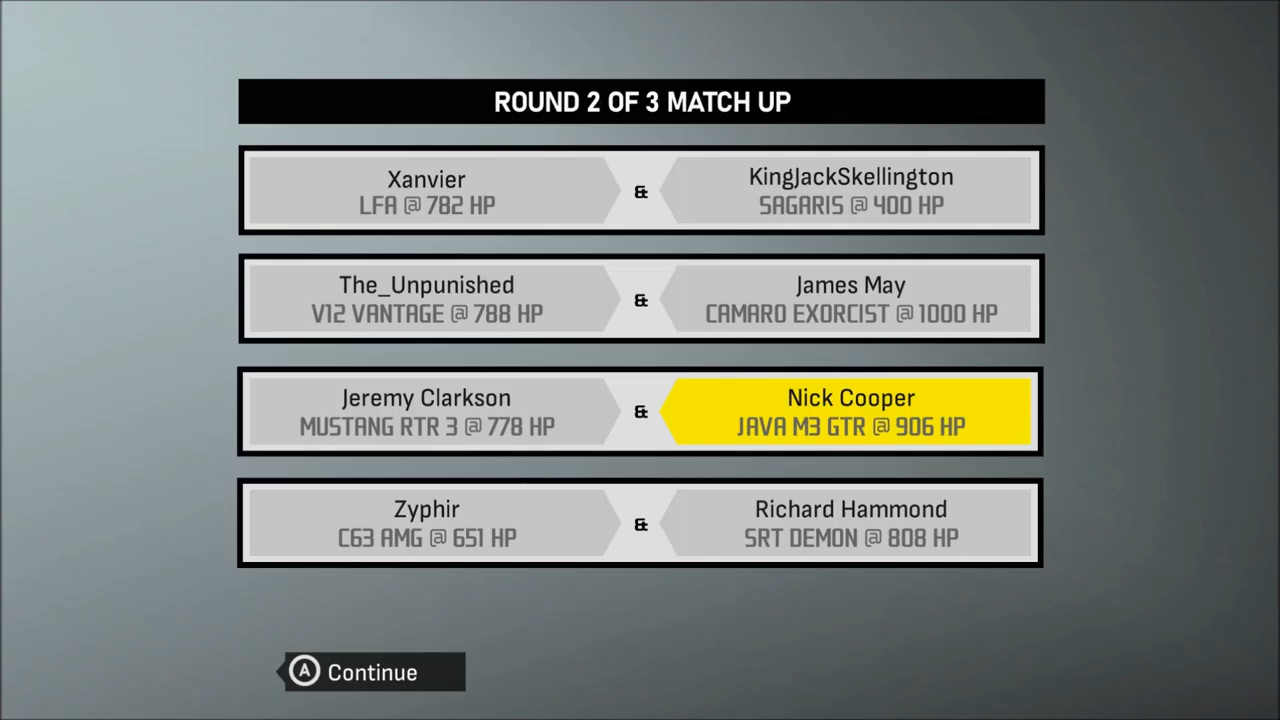 ROUND 2 OF 3 MATCH UP
Xanvier
LFA @ 782 HP
&
KingJackSkellington
SAGARIS @ 400 HP
The_Unpunished
V12 VANTAGE @ 788 HP
&
James May
CAMARO EXORCIST @ 1000 HP
Jeremy Clarkson
MUSTANG RTR 3 @ 778 HP
&
Nick Cooper
JAVA M3 GTR @ 906 HP
Zyphir
C63 AMG @ 651 HP
&
Richard Hammond
SRT DEMON @ 808 HP
A Continue